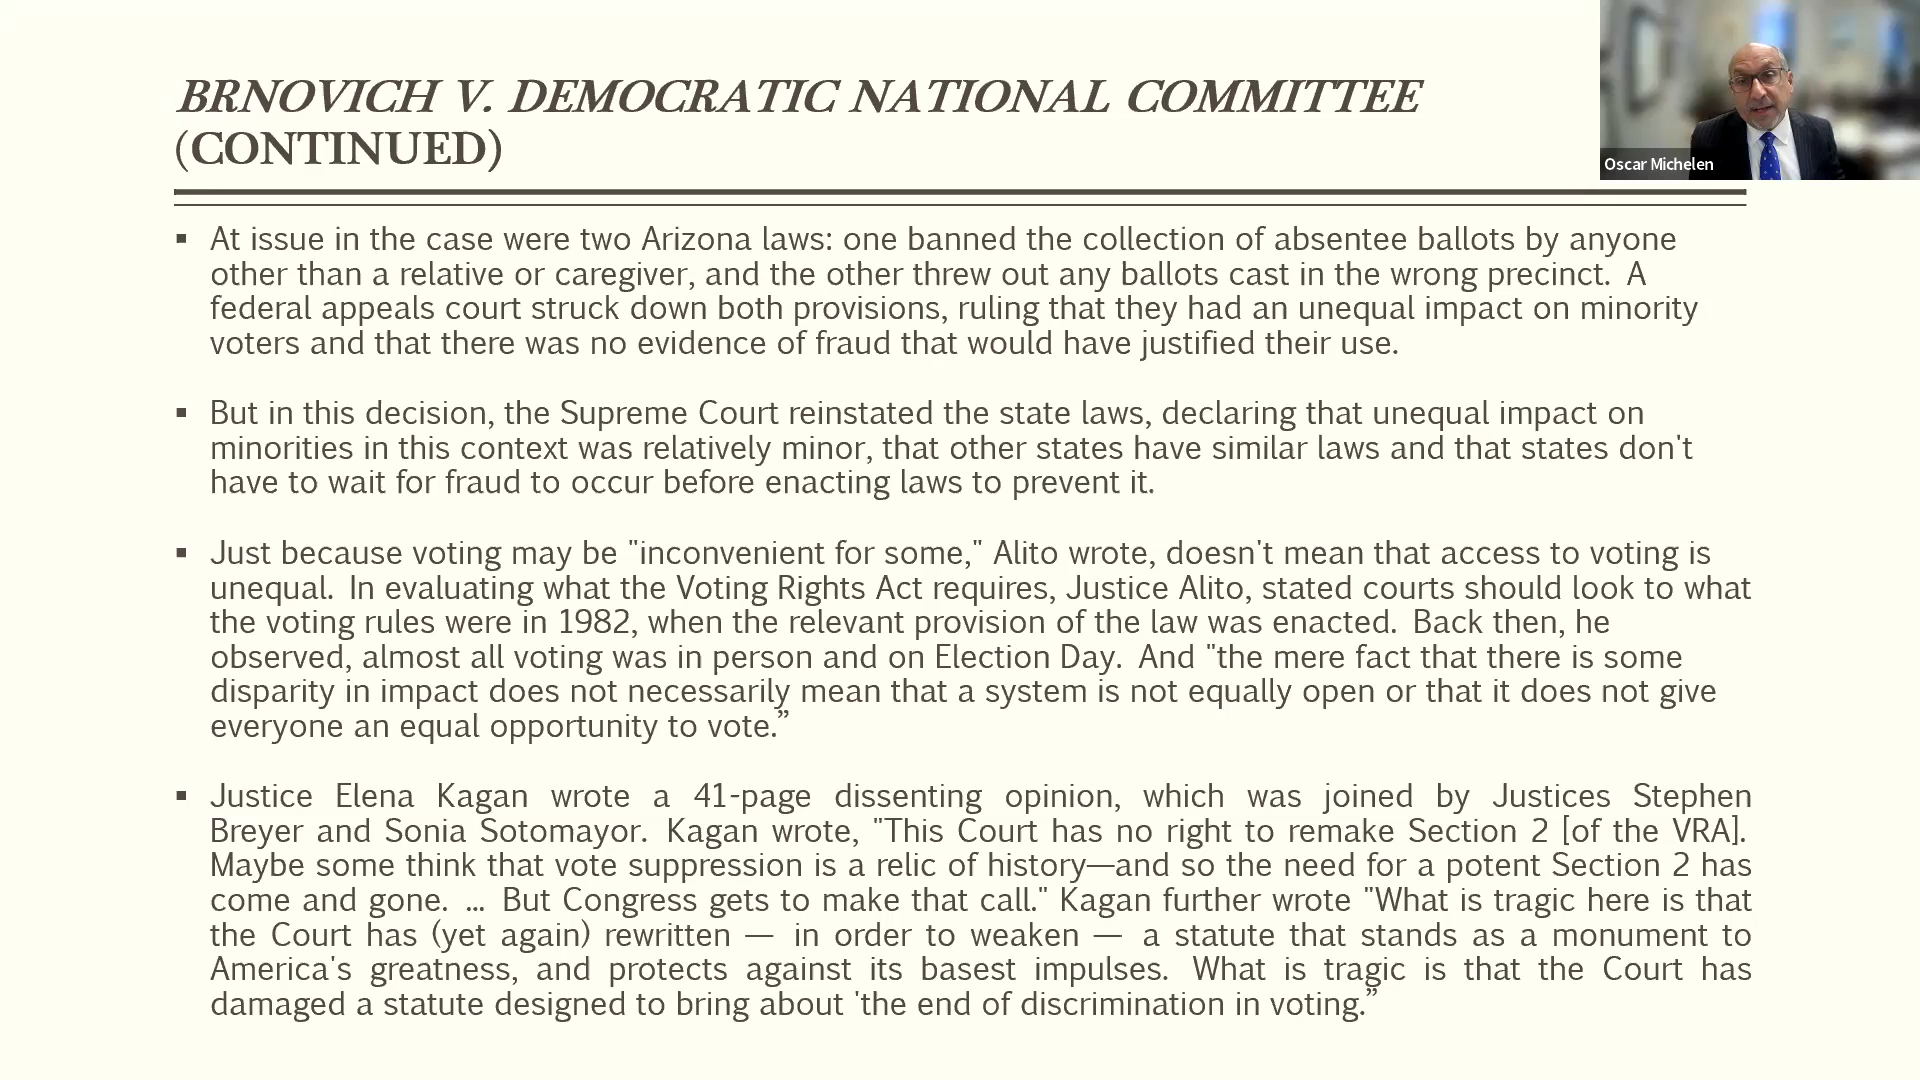 BRNOVICH V. DEMOCRATIC NATIONAL COMMITTEE
(CONTINUED)
Oscar Michelen
▪ At issue in the case were two Arizona laws: one banned the collection of absentee ballots by anyone
other than a relative or caregiver, and the other threw out any ballots cast in the wrong precinct. A
federal appeals court struck down both provisions, ruling that they had an unequal impact on minority
voters and that there was no evidence of fraud that would have justified their use.
▪ But in this decision, the Supreme Court reinstated the state laws, declaring that unequal impact on
minorities in this context was relatively minor, that other states have similar laws and that states don't
have to wait for fraud to occur before enacting laws to prevent it.
▪ Just because voting may be "inconvenient for some," Alito wrote, doesn't mean that access to voting is
unequal. In evaluating what the Voting Rights Act requires, Justice Alito, stated courts should look to what
the voting rules were in 1982, when the relevant provision of the law was enacted. Back then, he
observed, almost all voting was in person and on Election Day. And "the mere fact that there is some
disparity in impact does not necessarily mean that a system is not equally open or that it does not give
everyone an equal opportunity to vote.”
▪ Justice Elena Kagan wrote a 41-page dissenting opinion, which was joined by Justices Stephen
Breyer and Sonia Sotomayor. Kagan wrote, "This Court has no right to remake Section 2 [of the VRA].
Maybe some think that vote suppression is a relic of history—and so the need for a potent Section 2 has
come and gone. ... But Congress gets to make that call." Kagan further wrote "What is tragic here is that
the Court has (yet again) rewritten — in order to weaken — a statute that stands as a monument to
America's greatness, and protects against its basest impulses. What is tragic is that the Court has
damaged a statute designed to bring about 'the end of discrimination in voting.”